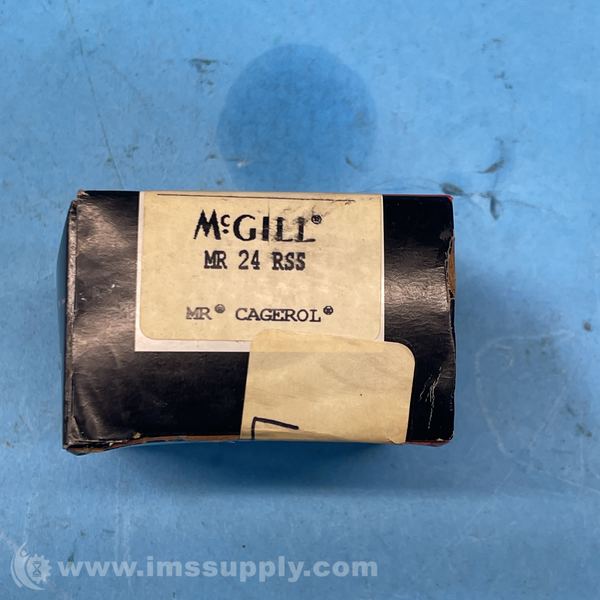 McGILL®
MR 24 RSS
MR® CAGEROL®
www.imssupply.com